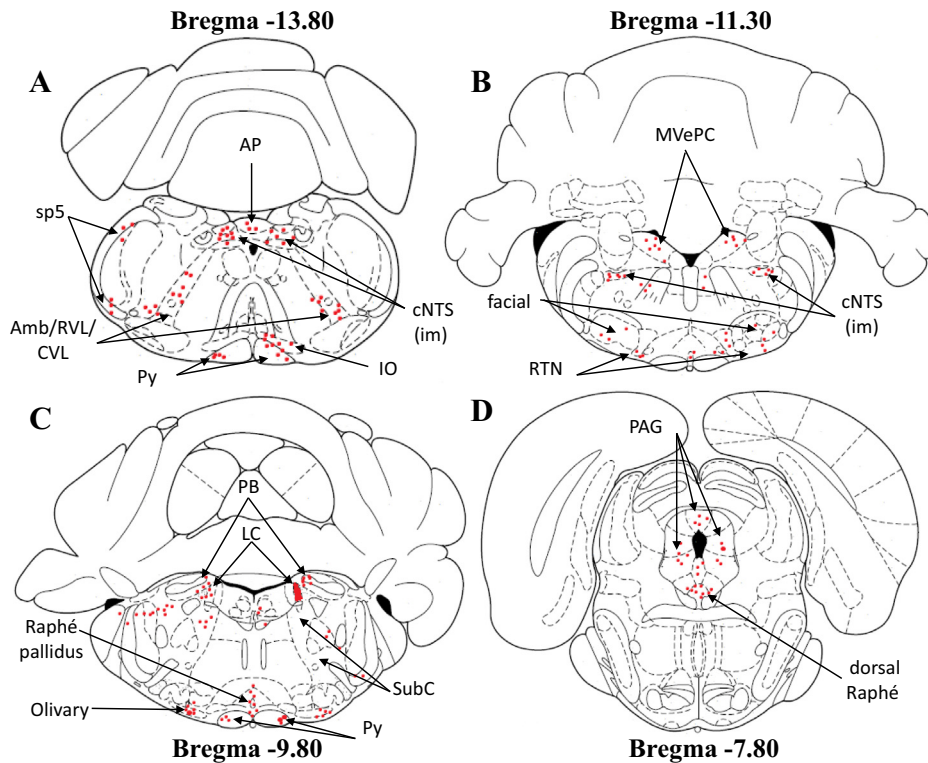 Bregma -13.80
Bregma -11.30
A
AP
sp5
Amb/RVL/
CVL
Py
IO
cNTS
(im)
B
MVePC
facial
RTN
cNTS
(im)
C
PB
LC
Raphé
pallidus
Olivary
SubC
Py
Bregma -9.80
D
PAG
dorsal
Raphé
Bregma -7.80